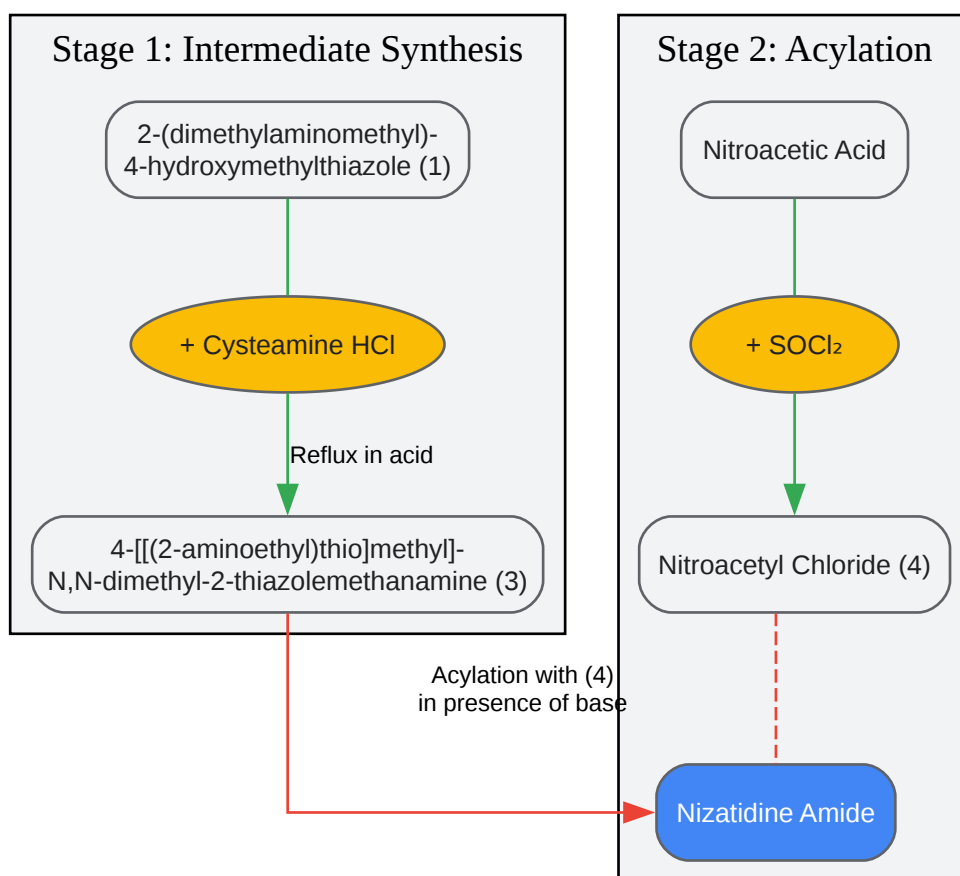 Stage 1: Intermediate Synthesis
2-(dimethylaminomethyl)-
4-hydroxymethylthiazole (1)
+ Cysteamine HCl
Reflux in acid
4-[[(2-aminoethyl)thio]methyl]-
N,N-dimethyl-2-thiazolemethanamine (3)
Stage 2: Acylation
Nitroacetic Acid
+ SOCl₂
Nitroacetyl Chloride (4)
Acylation with (4)
in presence of base
Nizatidine Amide